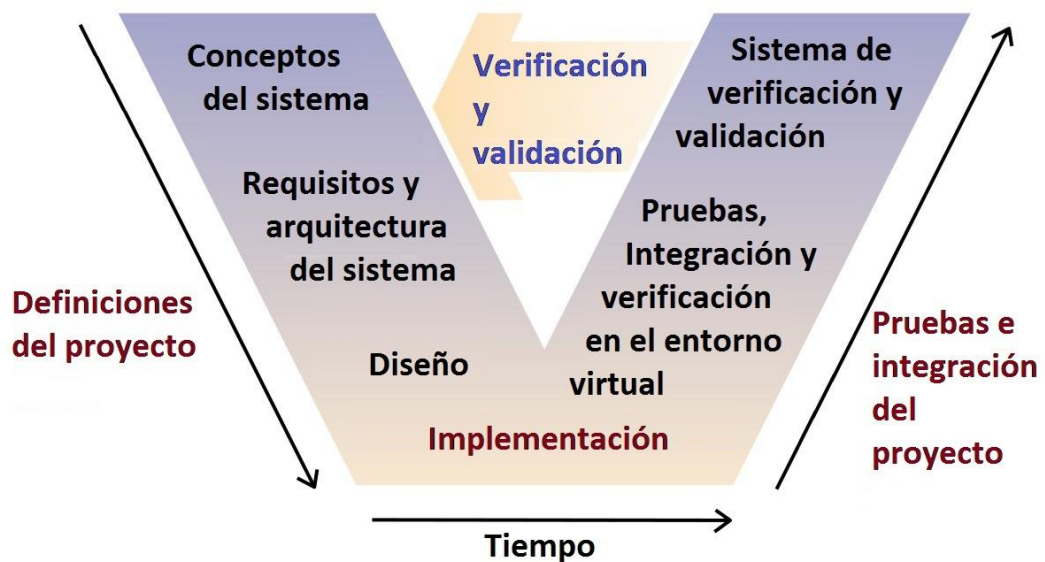 Conceptos
del sistema
Requisitos y
arquitectura
del sistema
Definiciones
del proyecto
Diseño
Implementación
Verificación
y
validación
Sistema de
verificación y
validación
Pruebas,
Integración y
verificación
en el entorno
virtual
Pruebas e
integración
del
proyecto
Tiempo